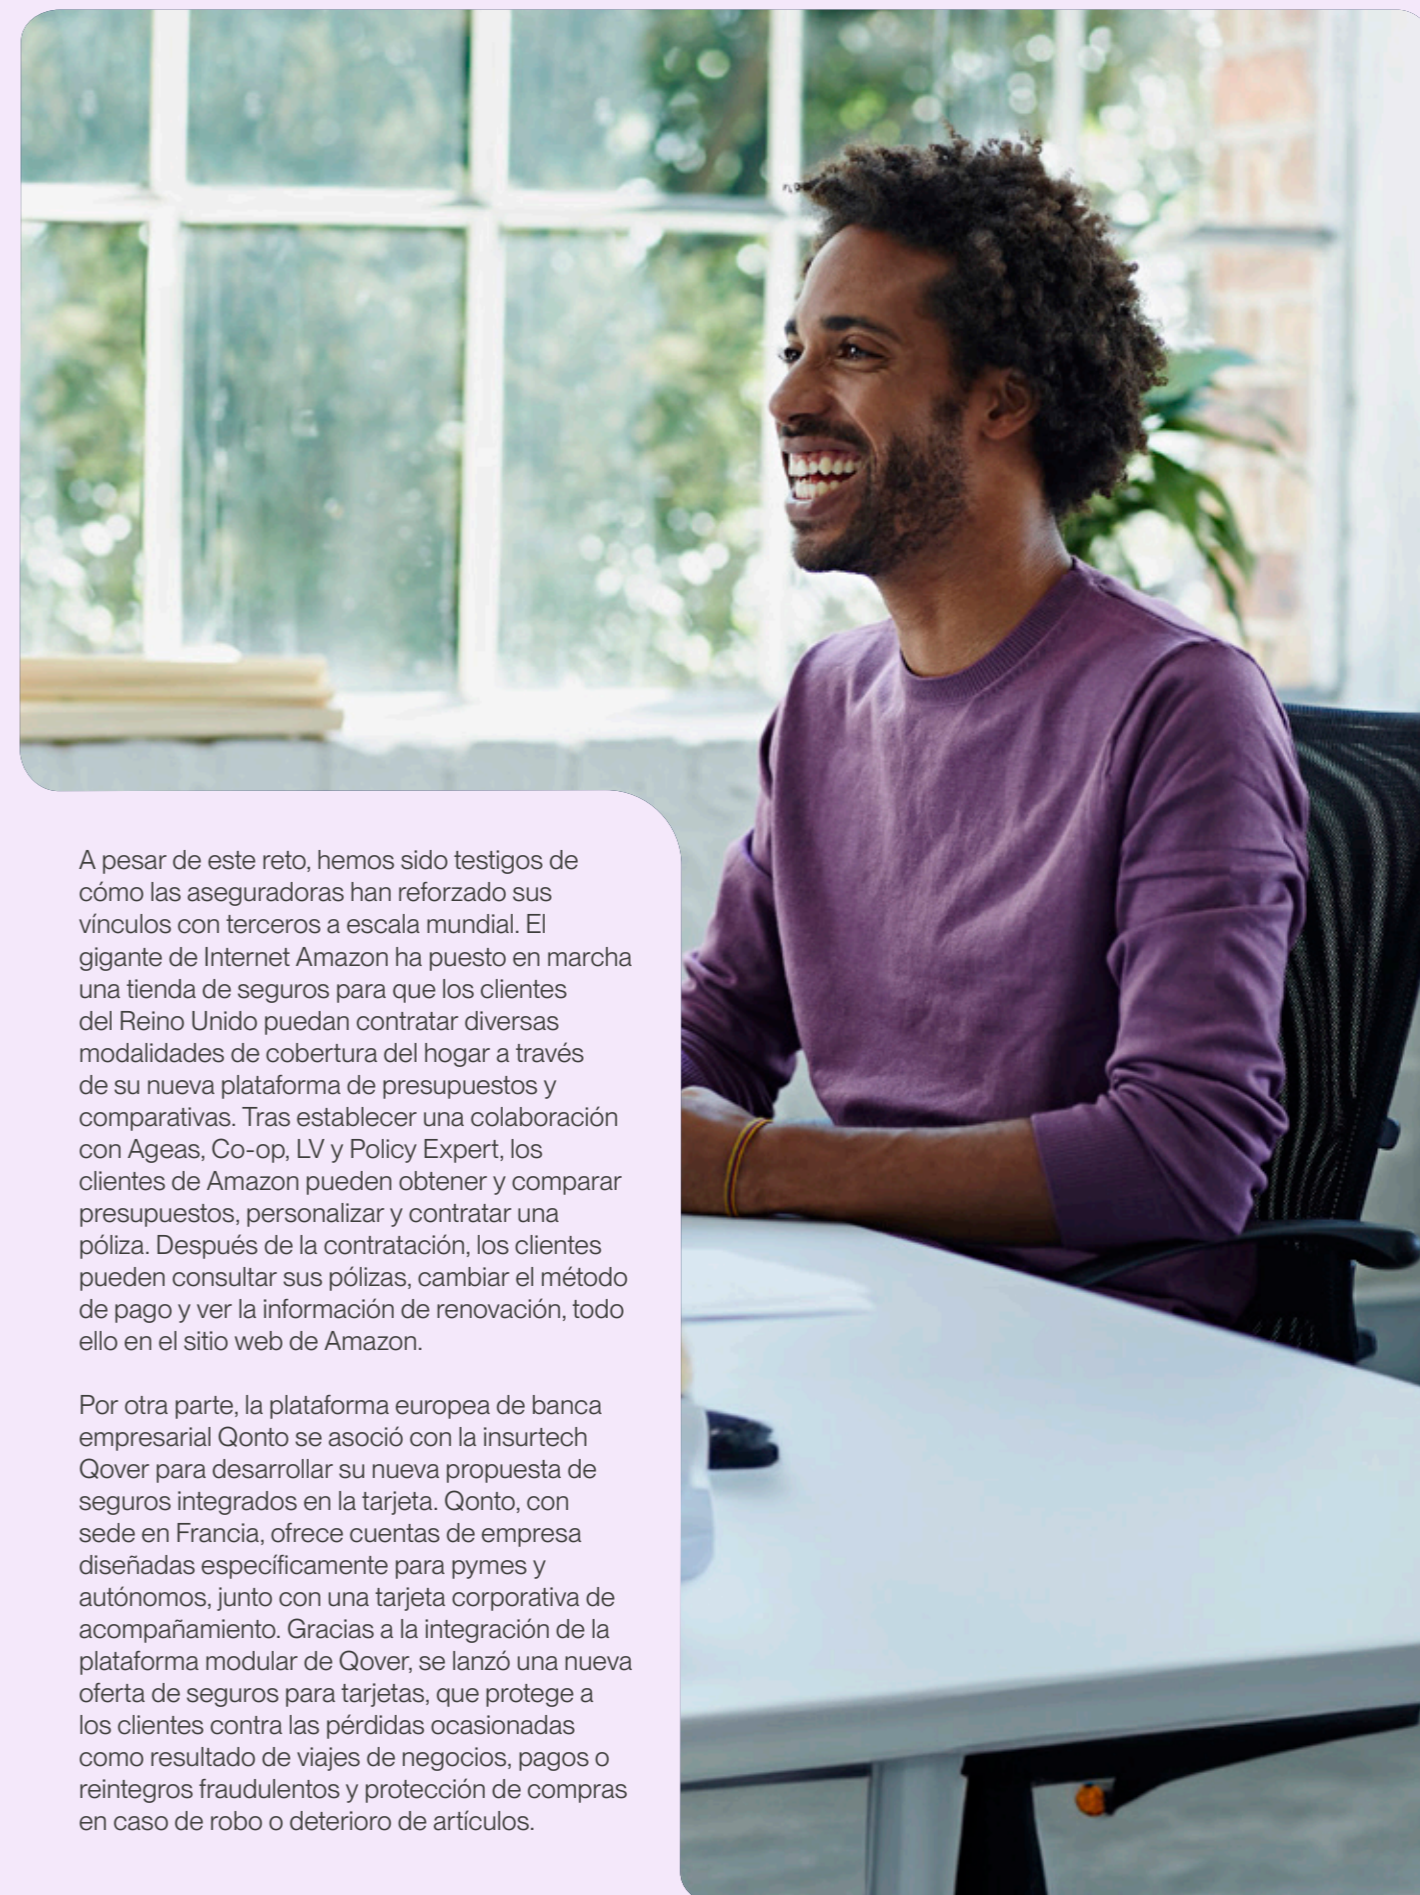 A pesar de este reto, hemos sido testigos de
cómo las aseguradoras han reforzado sus
vínculos con terceros a escala mundial. El
gigante de Internet Amazon ha puesto en marcha
una tienda de seguros para que los clientes
del Reino Unido puedan contratar diversas
modalidades de cobertura del hogar a través
de su nueva plataforma de presupuestos y
comparativas. Tras establecer una colaboración
con Ageas, Co-op, LV y Policy Expert, los
clientes de Amazon pueden obtener y comparar
presupuestos, personalizar y contratar una
póliza. Después de la contratación, los clientes
pueden consultar sus pólizas, cambiar el método
de pago y ver la información de renovación, todo
ello en el sitio web de Amazon.
Por otra parte, la plataforma europea de banca
empresarial Qonto se asoció con la insurtech
Qover para desarrollar su nueva propuesta de
seguros integrados en la tarjeta. Qonto, con
sede en Francia, ofrece cuentas de empresa
diseñadas específicamente para pymes y
autónomos, junto con una tarjeta corporativa de
acompañamiento. Gracias a la integración de la
plataforma modular de Qover, se lanzó una nueva
oferta de seguros para tarjetas, que protege a
los clientes contra las pérdidas ocasionadas
como resultado de viajes de negocios, pagos o
reintegros fraudulentos y protección de compras
en caso de robo o deterioro de artículos.